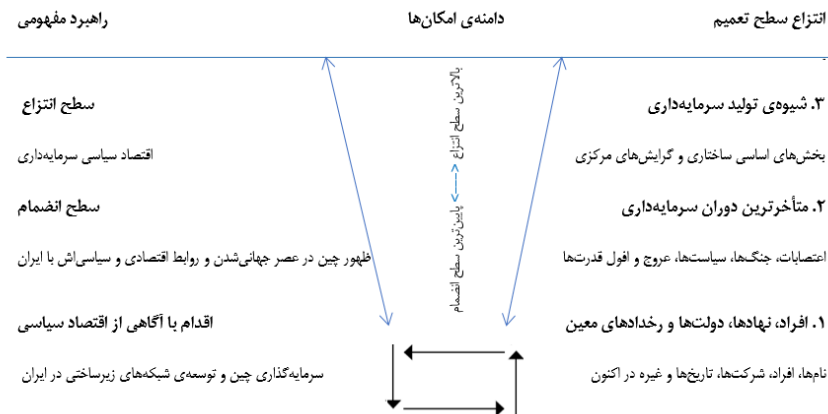 انتزاع سطح تعمیم	دامنه‌ی امکان‌ها	راهبرد مفهومی
۳. شیوه‌ی تولید سرمایه‌داری	سطح انتزاع
بخش‌های اساسی ساختاری و گرایش‌های مرکزی	اقتصاد سیاسی سرمایه‌داری
۲. متأخرترین دوران سرمایه‌داری	سطح انضمام
اعتصابات، جنگ‌ها، سیاست‌ها، عروج و افول قدرت‌ها	ظهور چین در عصر جهانی‌شدن و روابط اقتصادی و سیاسی‌اش با ایران
۱. افراد، نهادها، دولت‌ها و رخدادهای معین	اقدام با آگاهی از اقتصاد سیاسی
نام‌ها، افراد، شرکت‌ها، تاریخ‌ها و غیره در اکنون	سرمایه‌گذاری چین و توسعه‌ی شبکه‌های زیرساختی در ایران
پایین‌ترین سطح انضمام <----> بالاترین سطح انتزاع